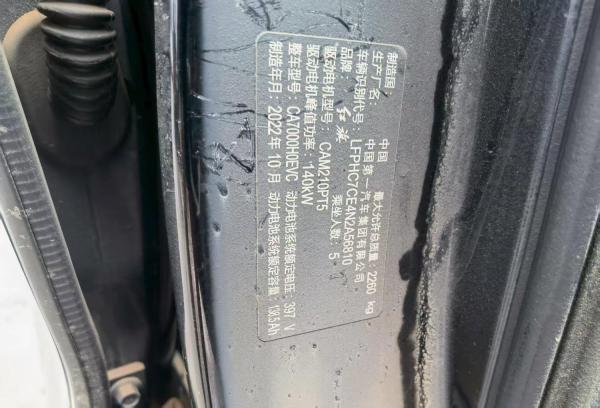 制造国： 中国 最大允许总质量：2260 kg
生产厂名： 中国第一汽车集团有限公司
车辆识别代号：LFPHC7CE4N2A56810
品牌：红旗 乘坐人数：5
驱动电机型号：CAM210PT5
驱动电机峰值功率：140kW
整车型号：CA7000H0EVC 动力电池系统额定电压：397 V
制造年月：2022年10月 动力电池系统额定容量：138.5Ah